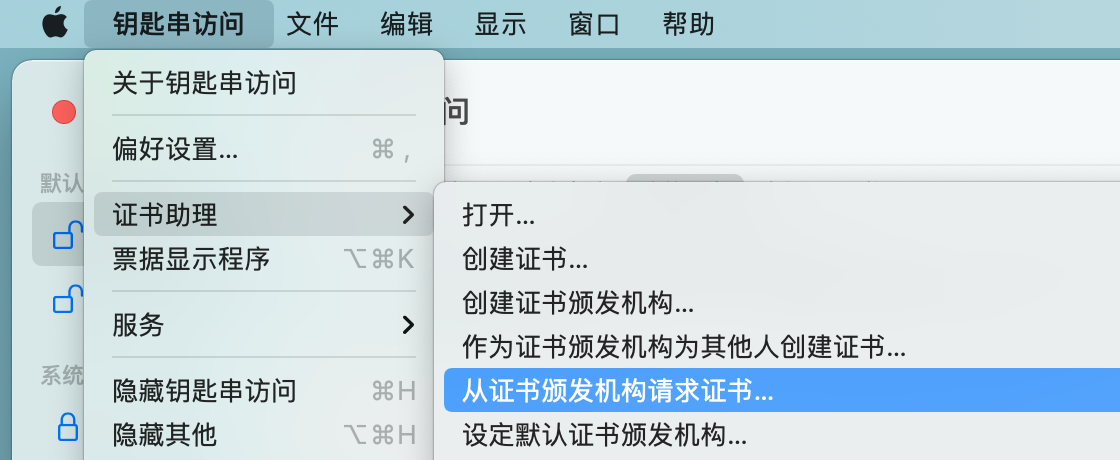 钥匙串访问 文件 编辑 显示 窗口 帮助
关于钥匙串访问
问
偏好设置... ⌘ ,
默认
证书助理
打开...
票据显示程序 ⌥⌘K
创建证书...
创建证书颁发机构...
服务
作为证书颁发机构为其他人创建证书...
系统
隐藏钥匙串访问 ⌘H
从证书颁发机构请求证书...
隐藏其他 ⌥⌘H
设定默认证书颁发机构...